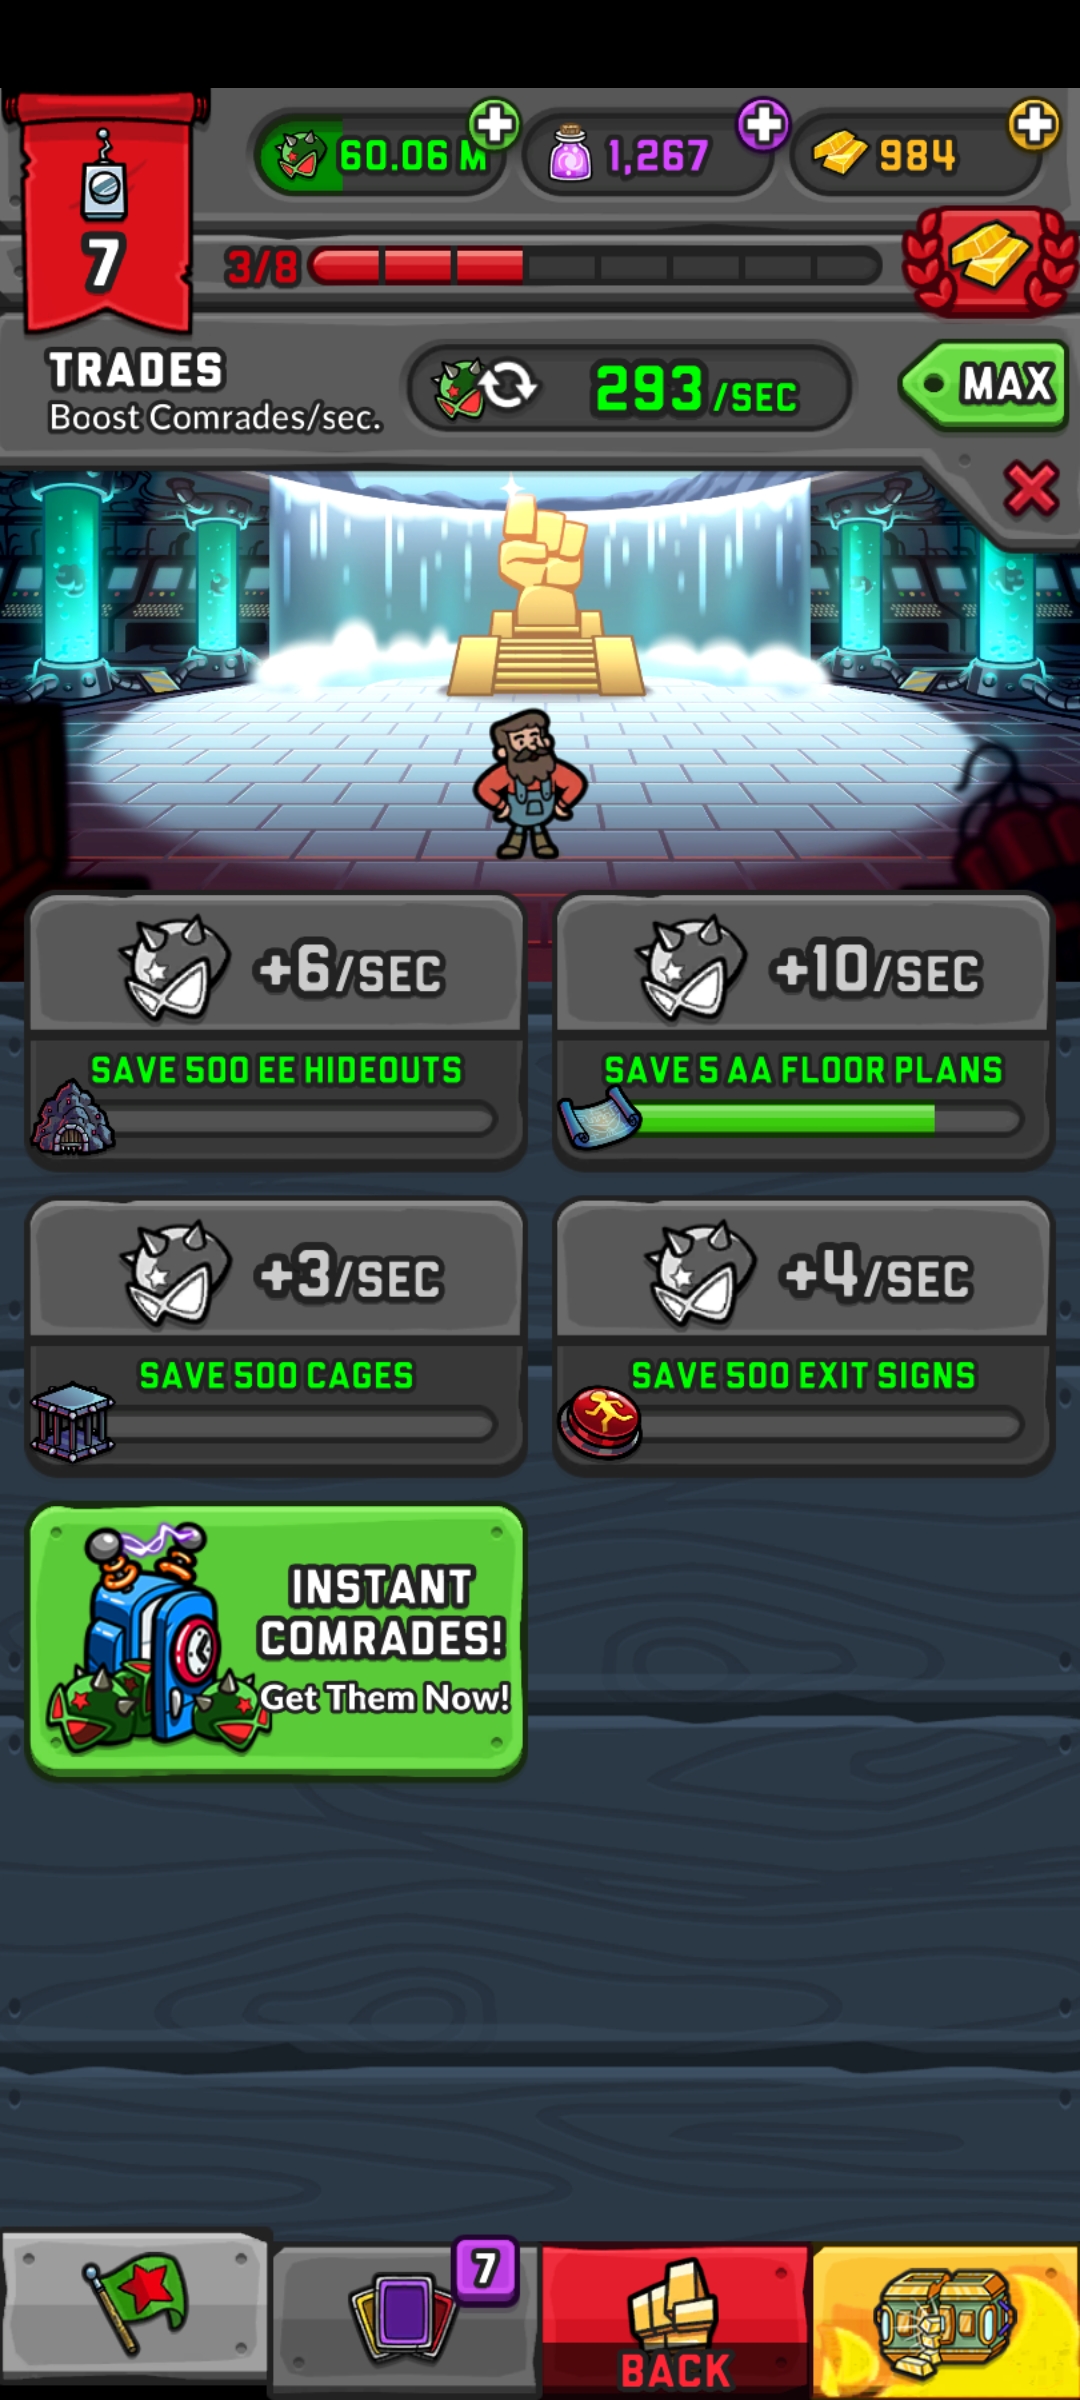 60.06 M
1,267
984
7
3/8
TRADES
Boost Comrades/sec.
293/SEC
MAX
+6/SEC
SAVE 500 EE HIDEOUTS
+10/SEC
SAVE 5 AA FLOOR PLANS
+3/SEC
SAVE 500 CAGES
+4/SEC
SAVE 500 EXIT SIGNS
INSTANT
COMRADES!
Get Them Now!
7
BACK